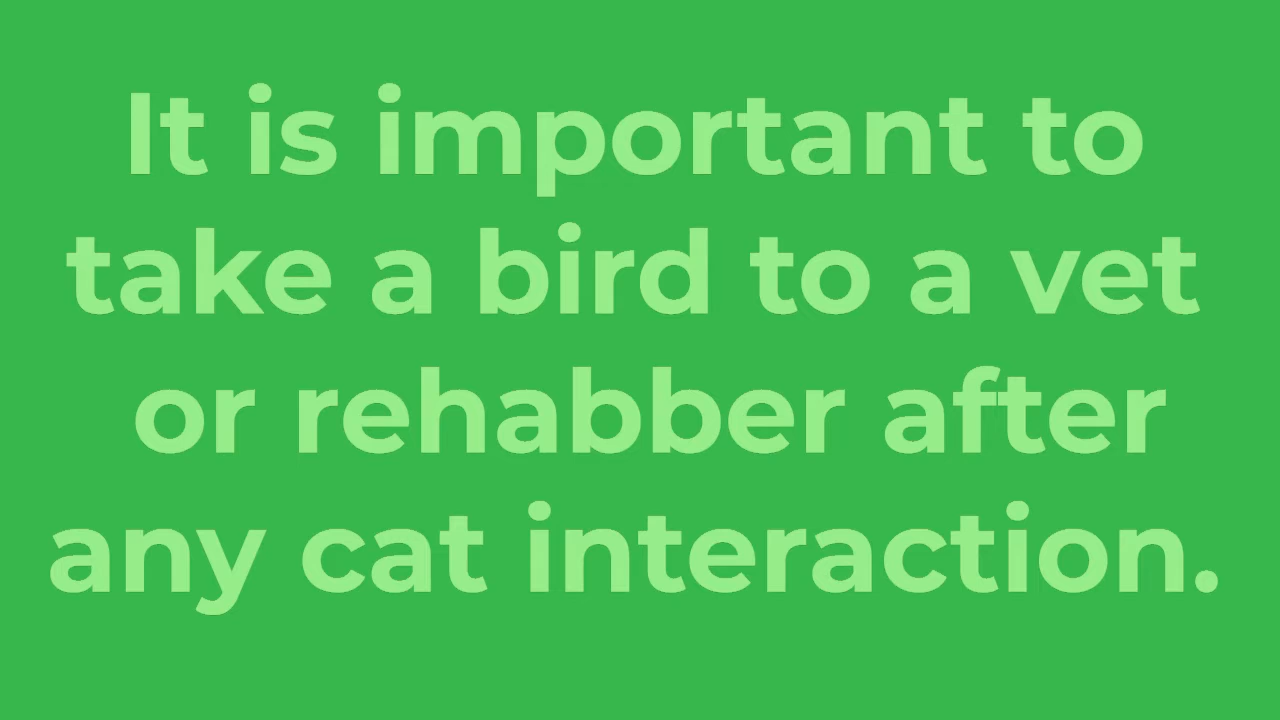 It is important to
take a bird to a vet
or rehabber after
any cat interaction.